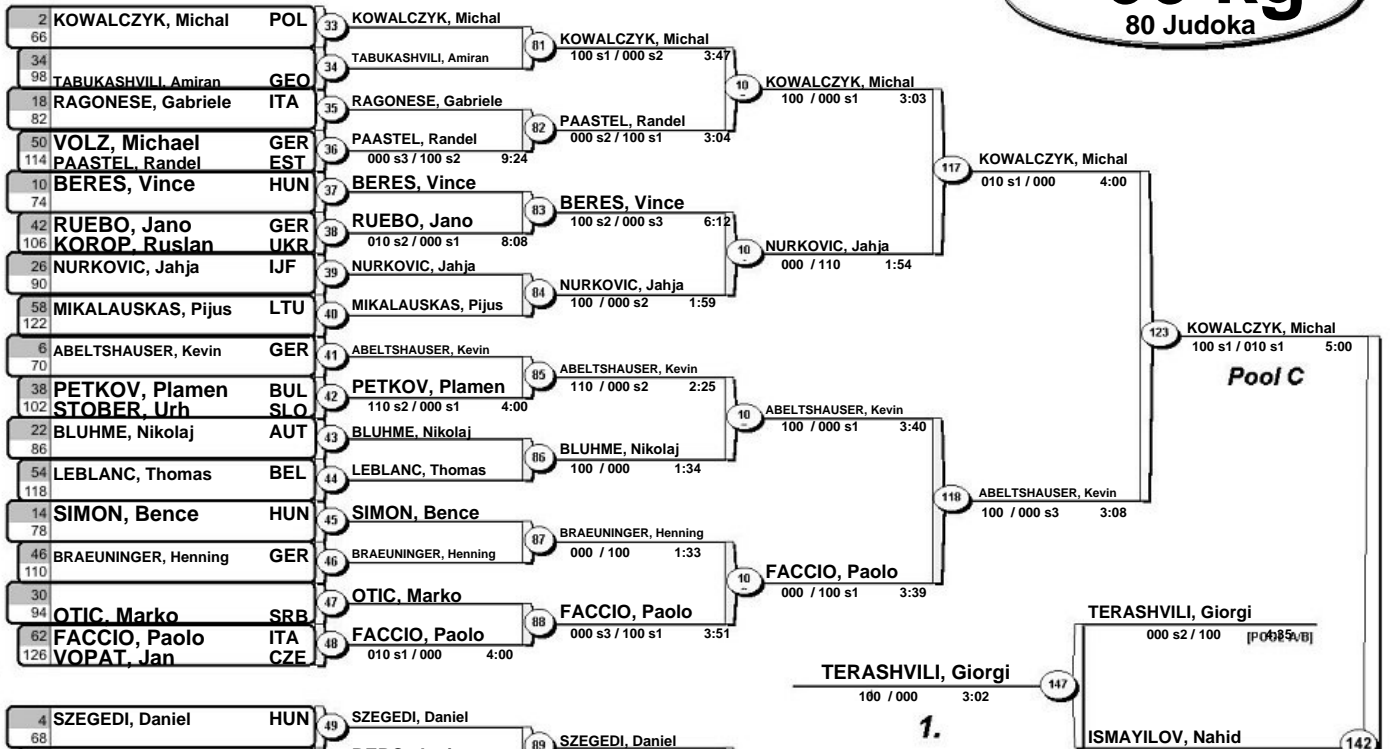 80 Judoka
2 KOWALCZYK, Michal POL
66
33
KOWALCZYK, Michal
34
98 TABUKASHVILI, Amiran GEO
34
TABUKASHVILI, Amiran
81
KOWALCZYK, Michal
100 s1 / 000 s2 3:47
18 RAGONESE, Gabriele ITA
82
35
RAGONESE, Gabriele
50 VOLZ, Michael GER
114 PAASTEL, Randel EST
36
PAASTEL, Randel
000 s3 / 100 s2 9:24
82
PAASTEL, Randel
000 s2 / 100 s1 3:04
10
KOWALCZYK, Michal
100 / 000 s1 3:03
10 BERES, Vince HUN
74
37
BERES, Vince
42 RUEBO, Jano GER
106 KOROP, Ruslan UKR
38
RUEBO, Jano
010 s2 / 000 s1 8:08
83
BERES, Vince
100 s2 / 000 s3 6:12
26 NURKOVIC, Jahja IJF
90
39
NURKOVIC, Jahja
58 MIKALAUSKAS, Pijus LTU
122
40
MIKALAUSKAS, Pijus
84
NURKOVIC, Jahja
100 / 000 s2 1:59
10
NURKOVIC, Jahja
000 / 110 1:54
117
KOWALCZYK, Michal
010 s1 / 000 4:00
6 ABELTSHAUSER, Kevin GER
70
41
ABELTSHAUSER, Kevin
38 PETKOV, Plamen BUL
102 STOBER, Urh SLO
42
PETKOV, Plamen
110 s2 / 000 s1 4:00
85
ABELTSHAUSER, Kevin
110 / 000 s2 2:25
22 BLUHME, Nikolaj AUT
86
43
BLUHME, Nikolaj
54 LEBLANC, Thomas BEL
118
44
LEBLANC, Thomas
86
BLUHME, Nikolaj
100 / 000 1:34
10
ABELTSHAUSER, Kevin
100 / 000 s1 3:40
14 SIMON, Bence HUN
78
45
SIMON, Bence
46 BRAEUNINGER, Henning GER
110
46
BRAEUNINGER, Henning
87
BRAEUNINGER, Henning
000 / 100 1:33
30
94 OTIC, Marko SRB
47
OTIC, Marko
62 FACCIO, Paolo ITA
126 VOPAT, Jan CZE
48
FACCIO, Paolo
010 s1 / 000 4:00
88
FACCIO, Paolo
000 s3 / 100 s1 3:51
10
FACCIO, Paolo
000 / 100 s1 3:39
118
ABELTSHAUSER, Kevin
100 / 000 s3 3:08
123
KOWALCZYK, Michal
100 s1 / 010 s1 5:00
Pool C
TERASHVILI, Giorgi
000 s2 / 100
TERASHVILI, Giorgi
100 / 000 3:02
147
1.
ISMAYILOV, Nahid
142
4 SZEGEDI, Daniel HUN
68
49
SZEGEDI, Daniel
89
SZEGEDI, Daniel